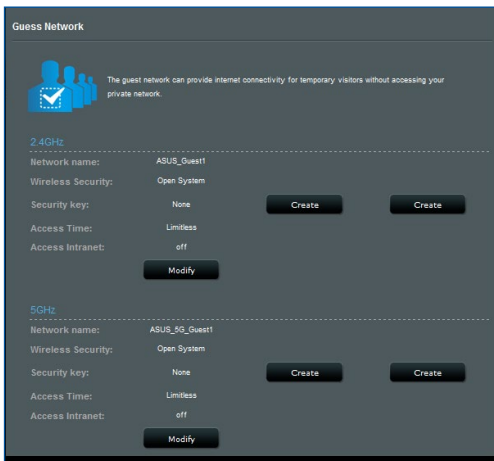 Guess Network
The guest network can provide internet connectivity for temporary visitors without accessing your
private network.
2.4GHz
Network name: ASUS_Guest1
Wireless Security: Open System
Security key: None Create Create
Access Time: Limitless
Access Intranet: off
Modify
5GHz
Network name: ASUS_5G_Guest1
Wireless Security: Open System
Security key: None Create Create
Access Time: Limitless
Access Intranet: off
Modify